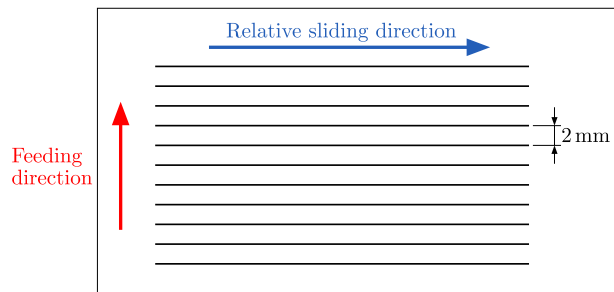 Relative sliding direction
2 mm
Feeding
direction